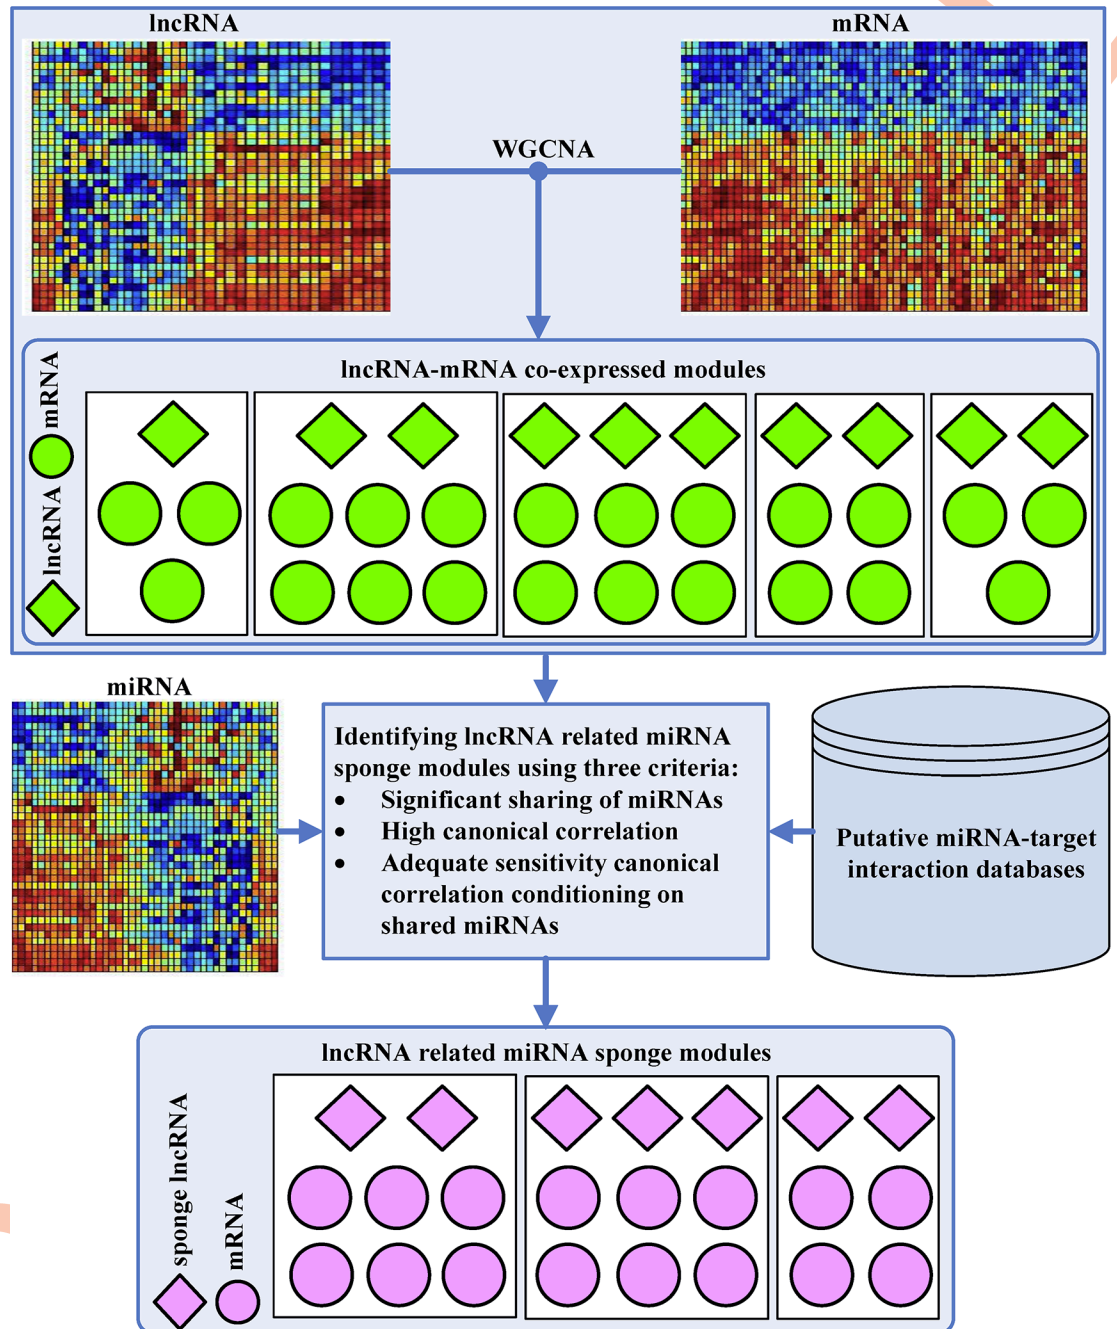 lncRNA
mRNA
WGCNA
lncRNA-mRNA co-expressed modules
mRNA
lncRNA
miRNA
Identifying lncRNA related miRNA
sponge modules using three criteria:
• Significant sharing of miRNAs
• High canonical correlation
• Adequate sensitivity canonical
correlation conditioning on
shared miRNAs
Putative miRNA-target
interaction databases
lncRNA related miRNA sponge modules
sponge lncRNA
mRNA